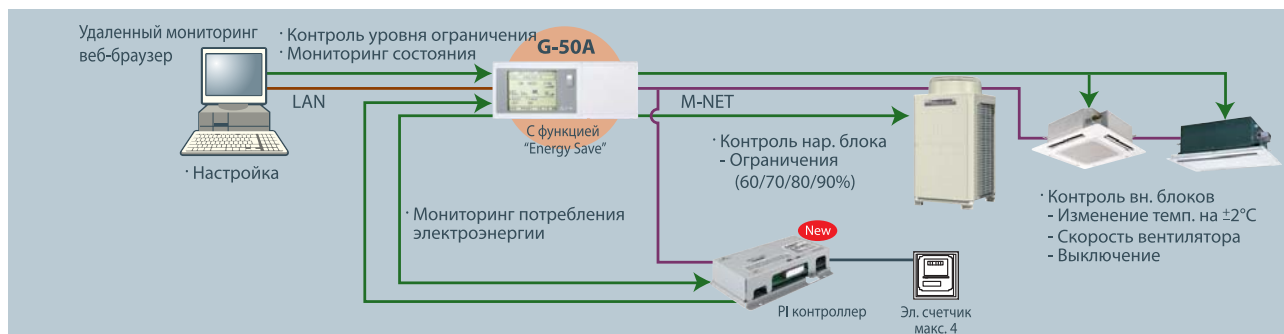 Удаленный мониторинг
веб-браузер
· Контроль уровня ограничения
· Мониторинг состояния
G-50A
LAN
M-NET
С функцией
"Energy Save"
· Настройка
· Контроль нар. блока
- Ограничения
(60/70/80/90%)
· Контроль вн. блоков
- Изменение темп. на ±2°C
- Скорость вентилятора
- Выключение
· Мониторинг потребления
электроэнергии
New
PI контроллер
Эл. счетчик
макс. 4